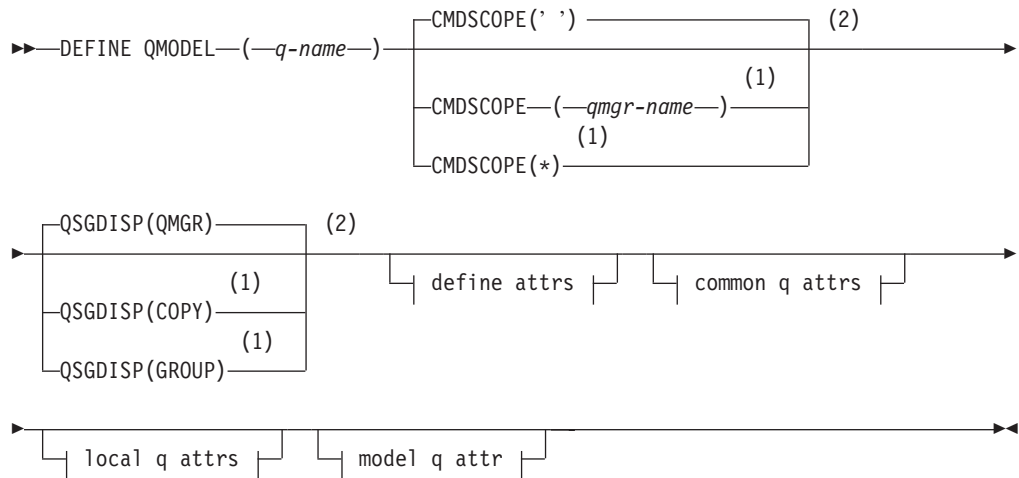 CMDSCOPE(' ') (2)
DEFINE QMODEL ( q-name )
(1)
CMDSCOPE ( qmgr-name )
(1)
CMDSCOPE(*)
QSGDISP(QMGR) (2)
define attrs common q attrs
(1)
QSGDISP(COPY)
(1)
QSGDISP(GROUP)
local q attrs model q attr